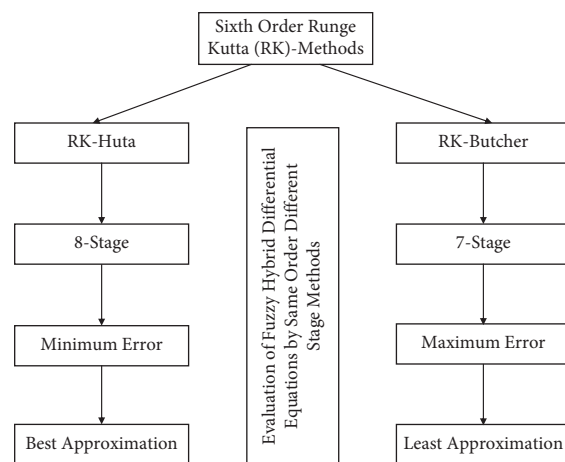 Sixth Order Runge
Kutta (RK)-Methods
RK-Huta
8-Stage
Minimum Error
Best Approximation
Evaluation of Fuzzy Hybrid Differential
Equations by Same Order Different
Stage Methods
RK-Butcher
7-Stage
Maximum Error
Least Approximation